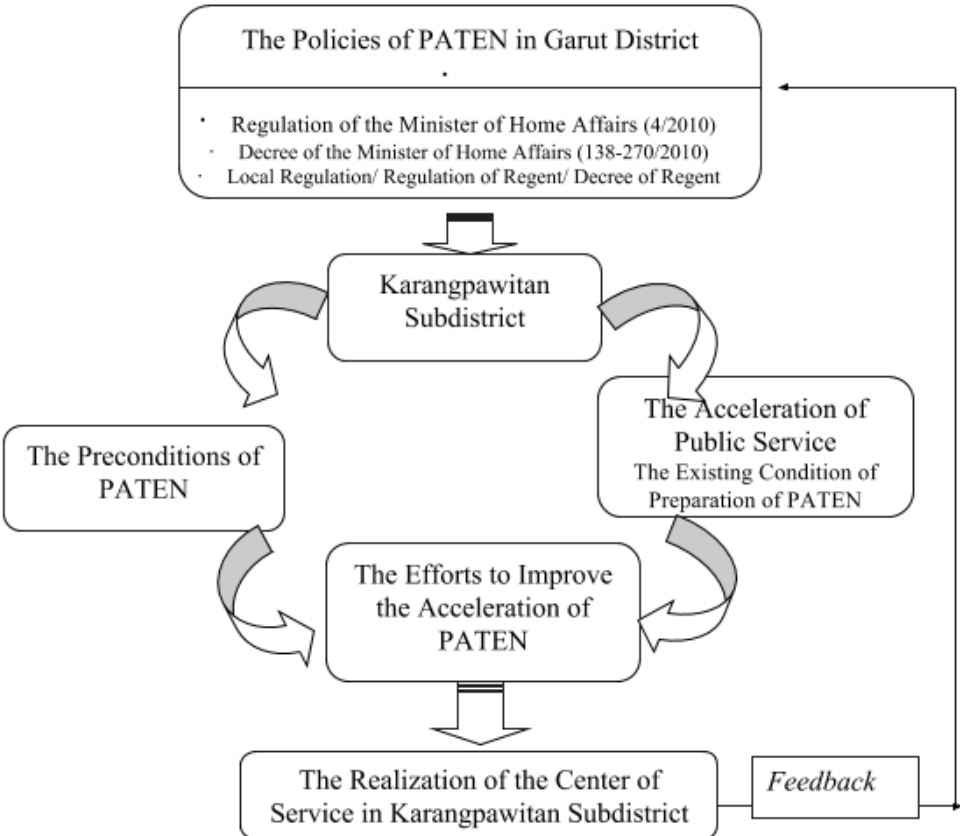 The Policies of PATEN in Garut District
.
· Regulation of the Minister of Home Affairs (4/2010)
· Decree of the Minister of Home Affairs (138-270/2010)
· Local Regulation/ Regulation of Regent/ Decree of Regent
Karangpawitan
Subdistrict
The Preconditions of
PATEN
The Acceleration of
Public Service
The Existing Condition of
Preparation of PATEN
The Efforts to Improve
the Acceleration of
PATEN
The Realization of the Center of
Service in Karangpawitan Subdistrict
Feedback